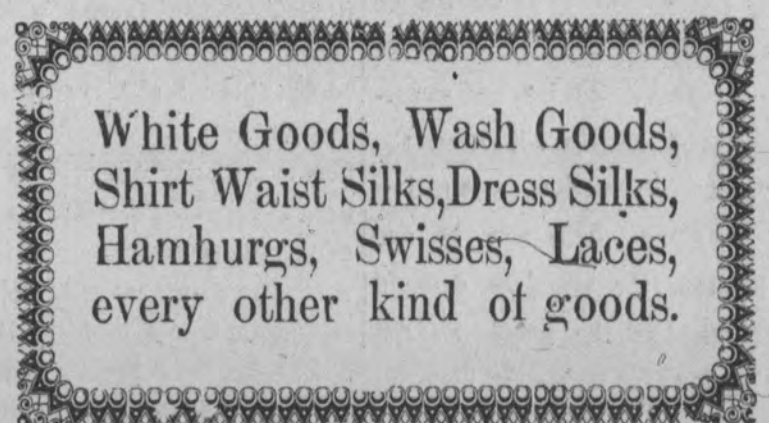 White Goods, Wash Goods,
Shirt Waist Silks,Dress Silks,
Hamhurgs, Swisses, Laces,
every other kind of goods.